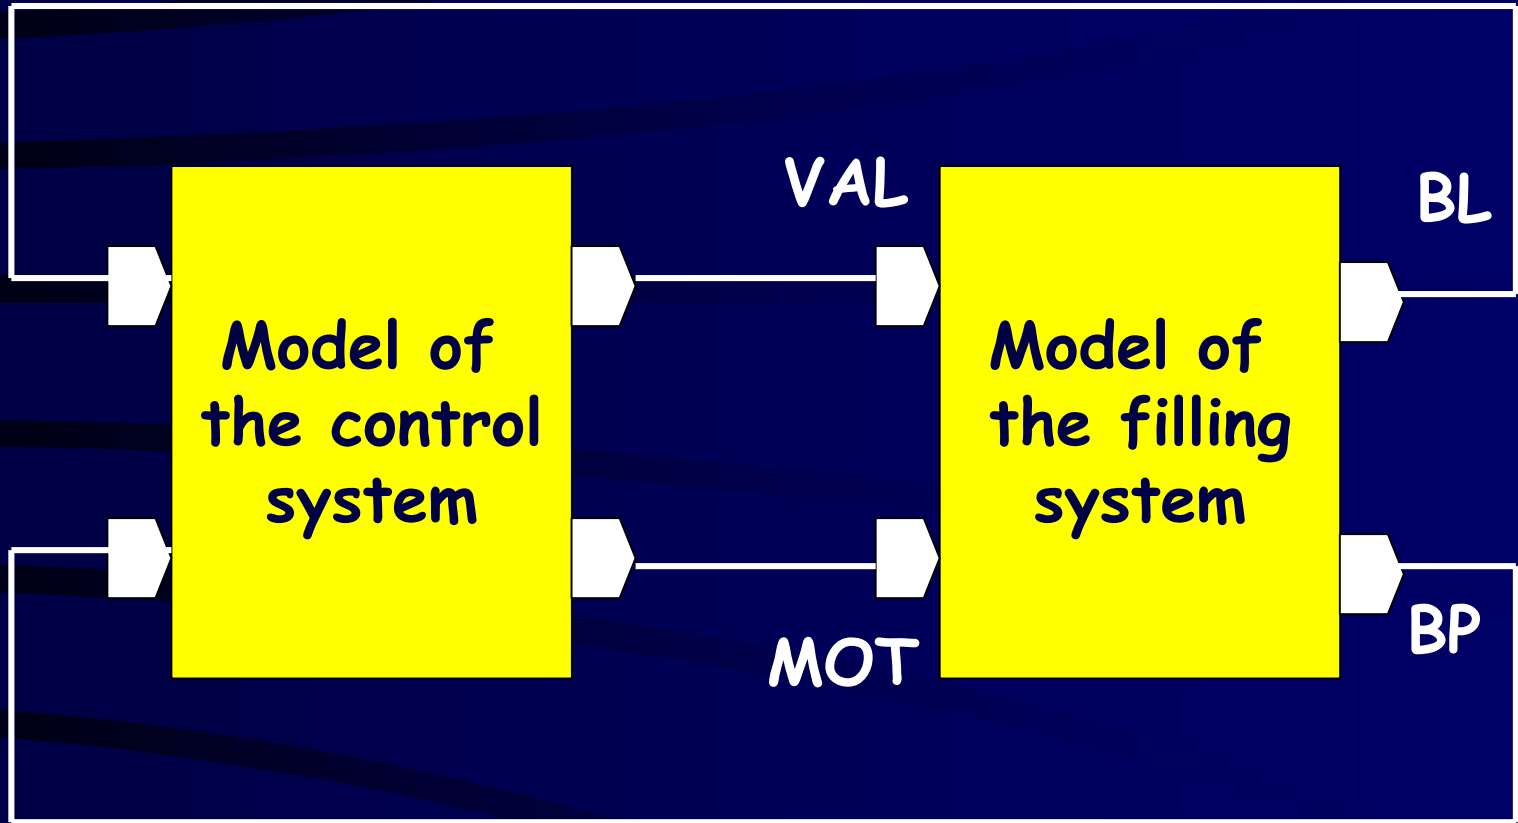 VAL
BL
Model of
the control
system
Model of
the filling
system
MOT
BP